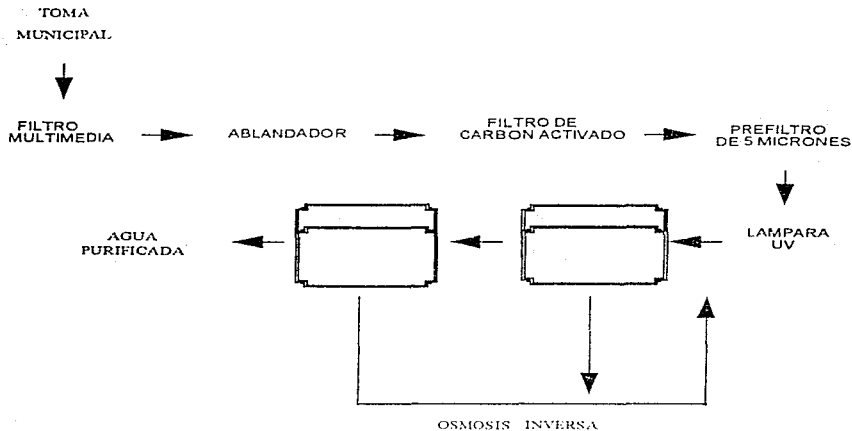 TOMA
MUNICIPAL
FILTRO
MULTIMEDIA
ABLANDADOR
FILTRO DE
CARBON ACTIVADO
PREFILTRO
DE 5 MICRONES
LAMPARA
UV
AGUA
PURIFICADA
OSMOSIS INVERSA